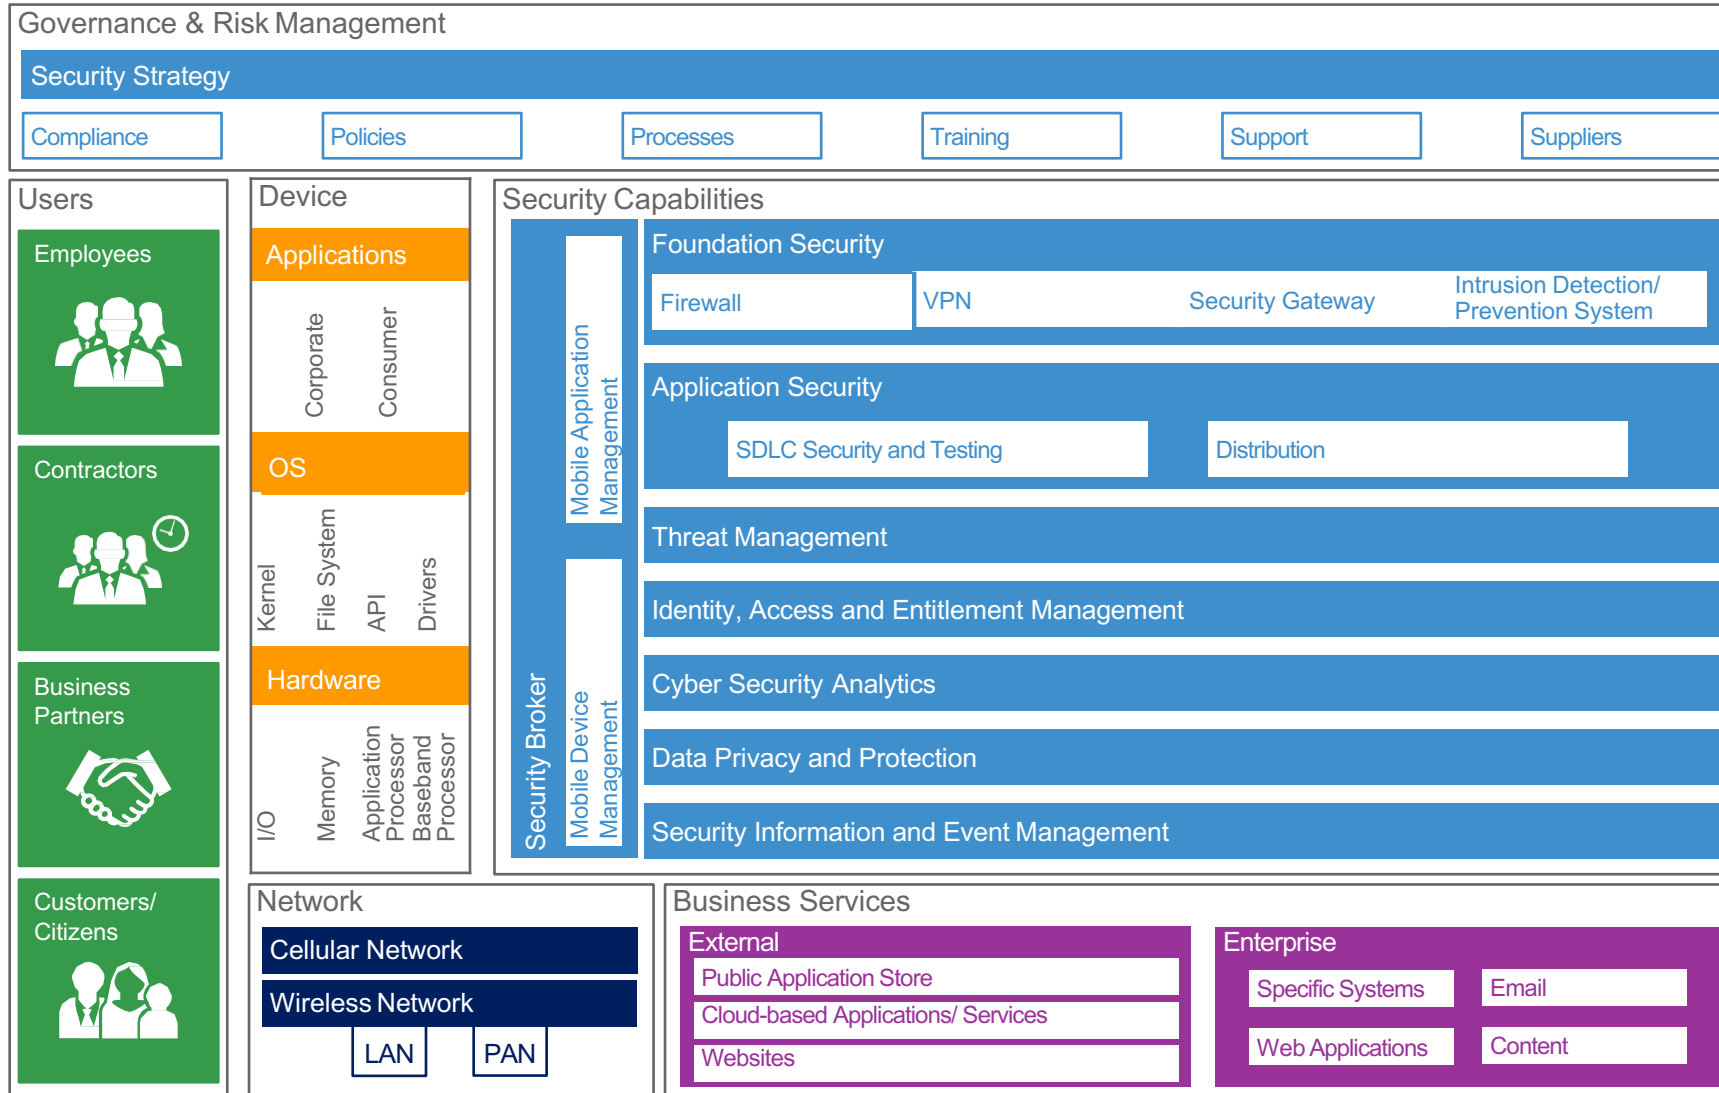 Governance & Risk Management
Security Strategy
Compliance
Policies
Processes
Training
Support
Suppliers
Users
Employees
Contractors
Business
Partners
Customers/
Citizens
Device
Applications
Corporate
Consumer
OS
Kernel
File System
API
Drivers
Hardware
I/O
Memory
Application
Processor
Baseband
Processor
Security Capabilities
Security Broker
Mobile Application
Management
Mobile Device
Management
Foundation Security
Firewall
VPN
Security Gateway
Intrusion Detection/
Prevention System
Application Security
SDLC Security and Testing
Distribution
Threat Management
Identity, Access and Entitlement Management
Cyber Security Analytics
Data Privacy and Protection
Security Information and Event Management
Network
Cellular Network
Wireless Network
LAN
PAN
Business Services
External
Public Application Store
Cloud-based Applications/ Services
Websites
Enterprise
Specific Systems
Email
Web Applications
Content